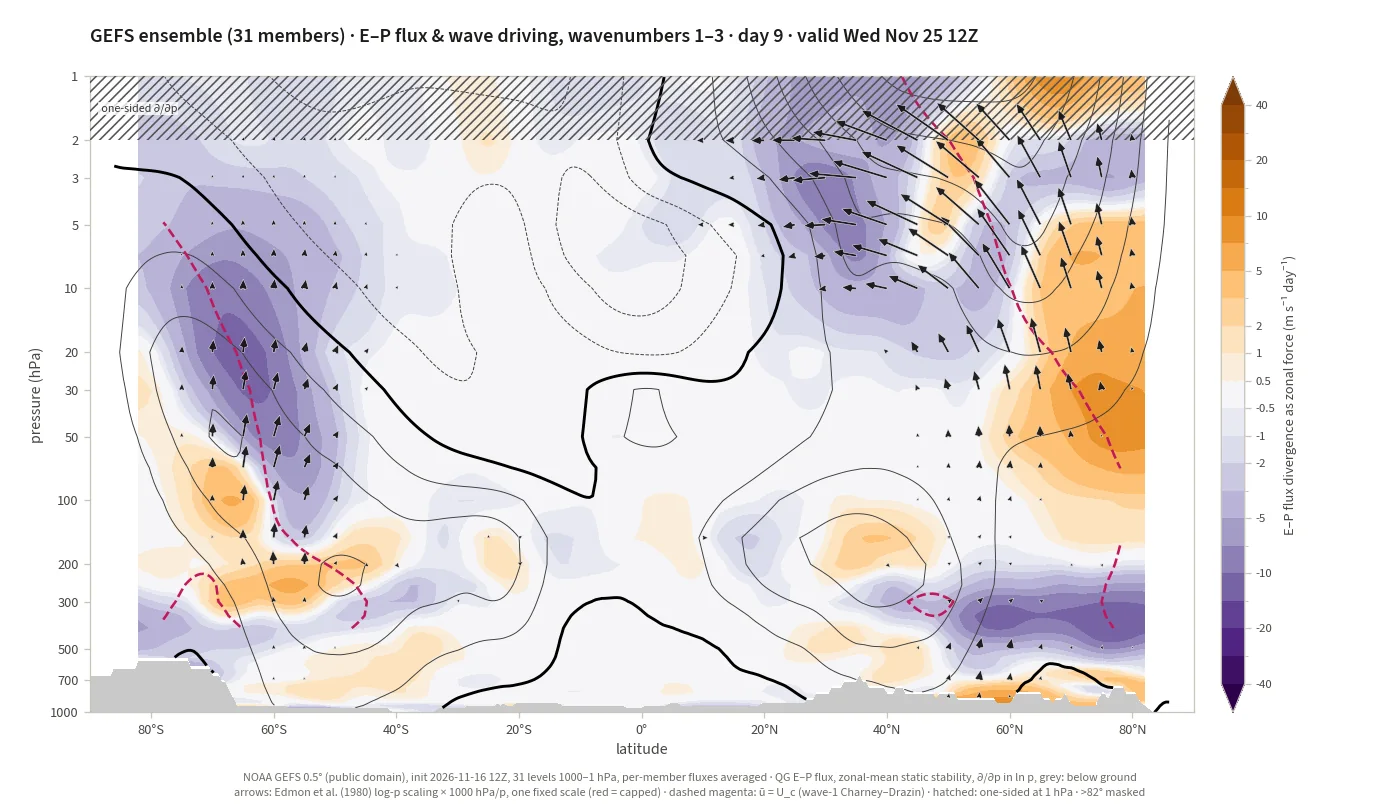 GEFS ensemble (31 members) · E–P flux & wave driving, wavenumbers 1–3 · day 9 · valid Wed Nov 25 12Z
one-sided ∂/∂p
1
2
3
5
10
20
30
50
100
200
300
500
700
1000
pressure (hPa)
80°S
60°S
40°S
20°S
0°
20°N
40°N
60°N
80°N
latitude
40
20
10
5
2
1
0.5
-0.5
-1
-2
-5
-10
-20
-40
E–P flux divergence as zonal force (m s⁻¹ day⁻¹)
NOAA GEFS 0.5° (public domain), init 2026-11-16 12Z, 31 levels 1000–1 hPa, per-member fluxes averaged · QG E–P flux, zonal-mean static stability, ∂/∂p in ln p, grey: below ground
arrows: Edmon et al. (1980) log-p scaling × 1000 hPa/p, one fixed scale (red = capped) · dashed magenta: ū = U_c (wave-1 Charney–Drazin) · hatched: one-sided at 1 hPa · >82° masked